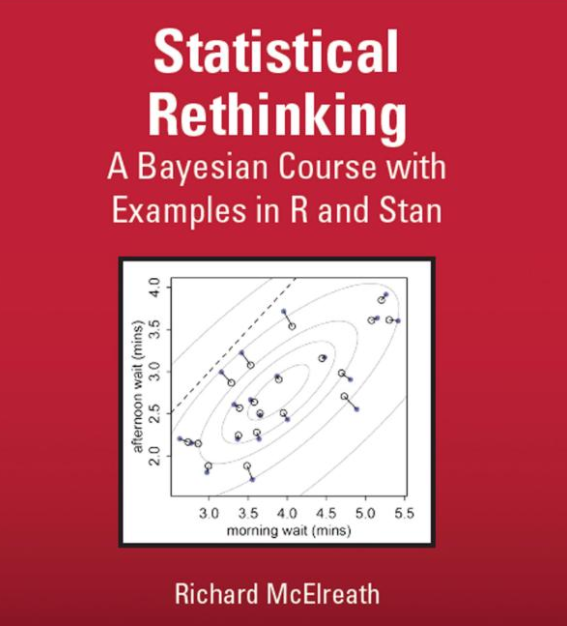 Statistical
Rethinking
A Bayesian Course with
Examples in R and Stan
afternoon wait (mins)
4.0
3.5
3.0
2.5
2.0
3.0 3.5 4.0 4.5 5.0 5.5
morning wait (mins)
Richard McElreath